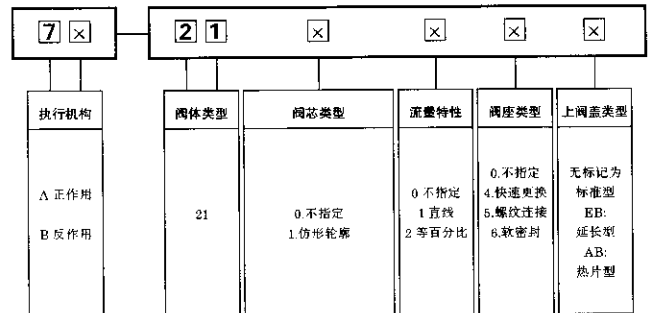 7 × 2 1 × × × ×
执行机构 阀体类型 阀芯类型 流量特性 阀座类型 上阀盖类型
A 正作用
B 反作用
21
0.不指定
1.仿形轮廓
0 不指定
1 直线
2 等百分比
0.不指定
4.快速更换
5.螺纹连接
6.软密封
无标记为
标准型
EB:
延长型
AB:
热片型